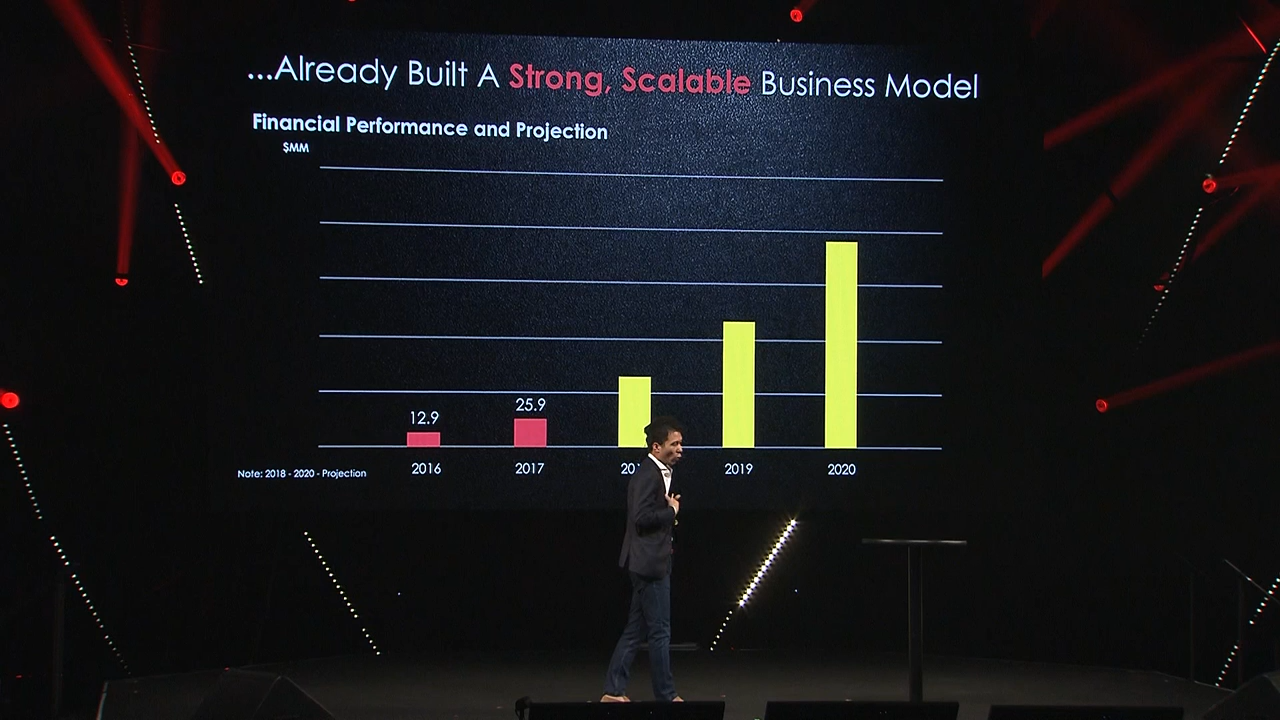 ...Already Built A Strong, Scalable Business Model
Financial Performance and Projection
$MM
12.9
25.9
2016
2017
2019
2020
Note: 2018 - 2020 - Projection